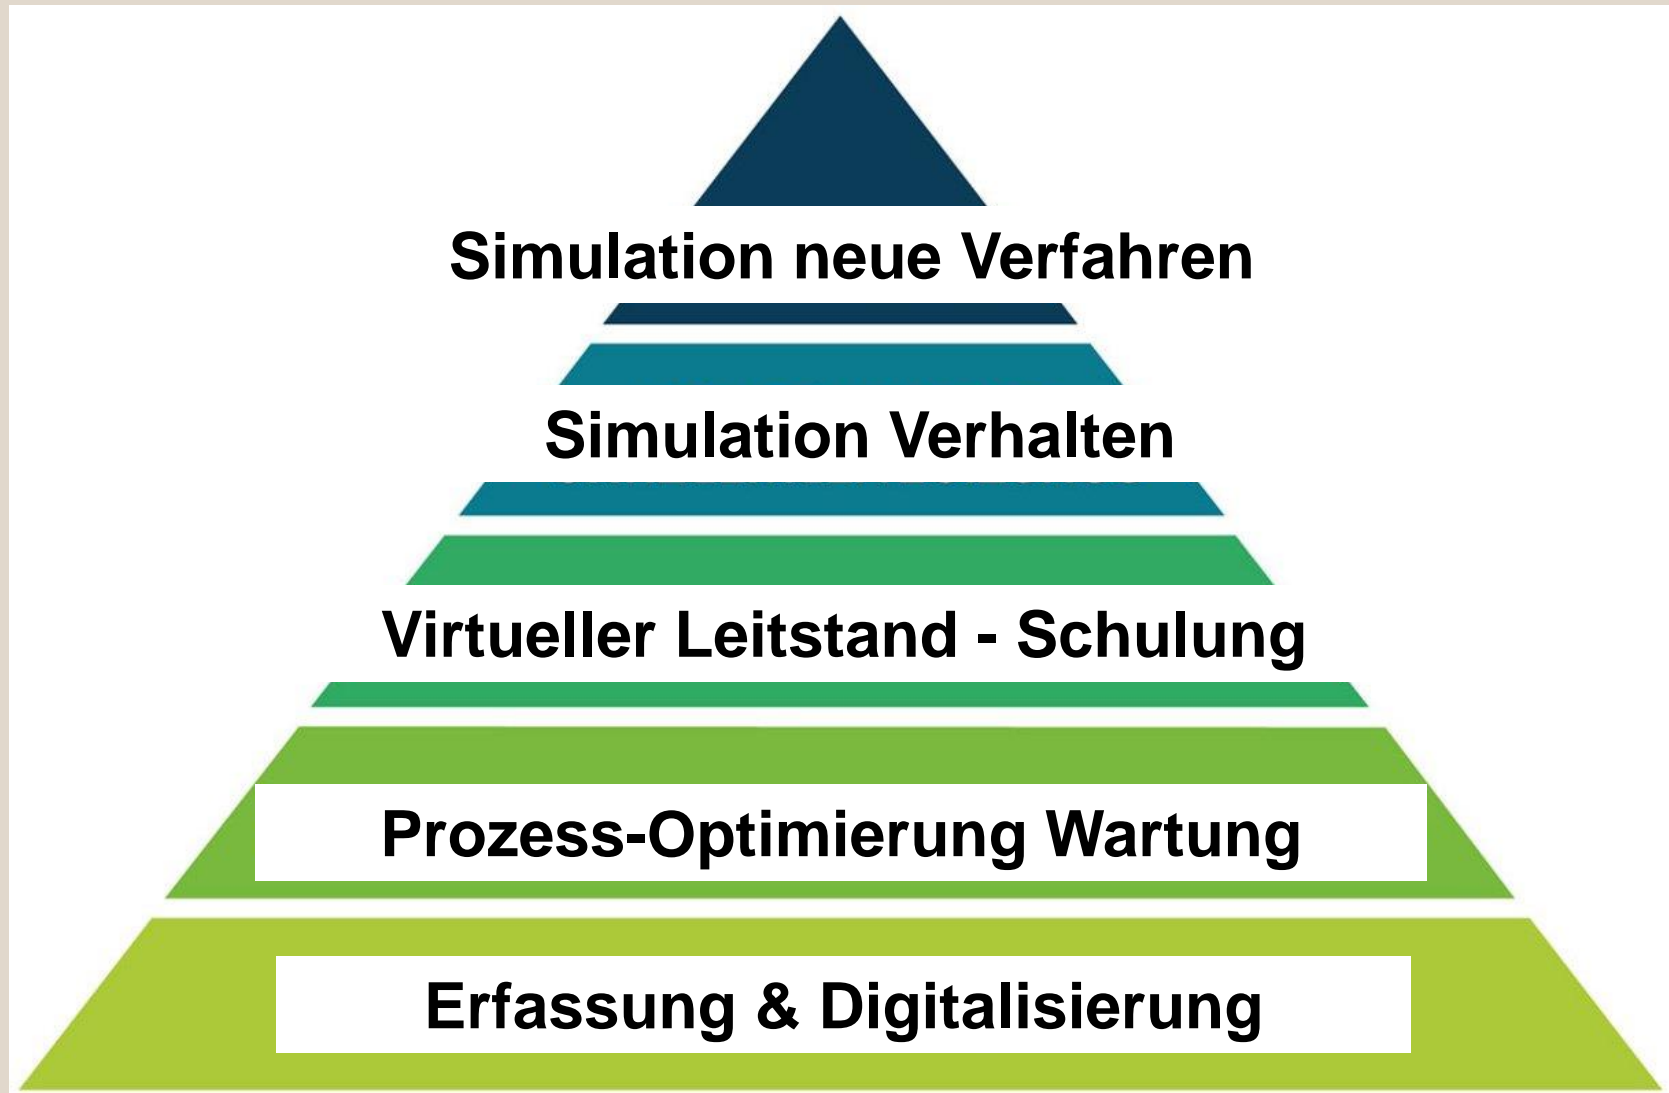 Simulation neue Verfahren
Simulation Verhalten
Virtueller Leitstand - Schulung
Prozess-Optimierung Wartung
Erfassung & Digitalisierung